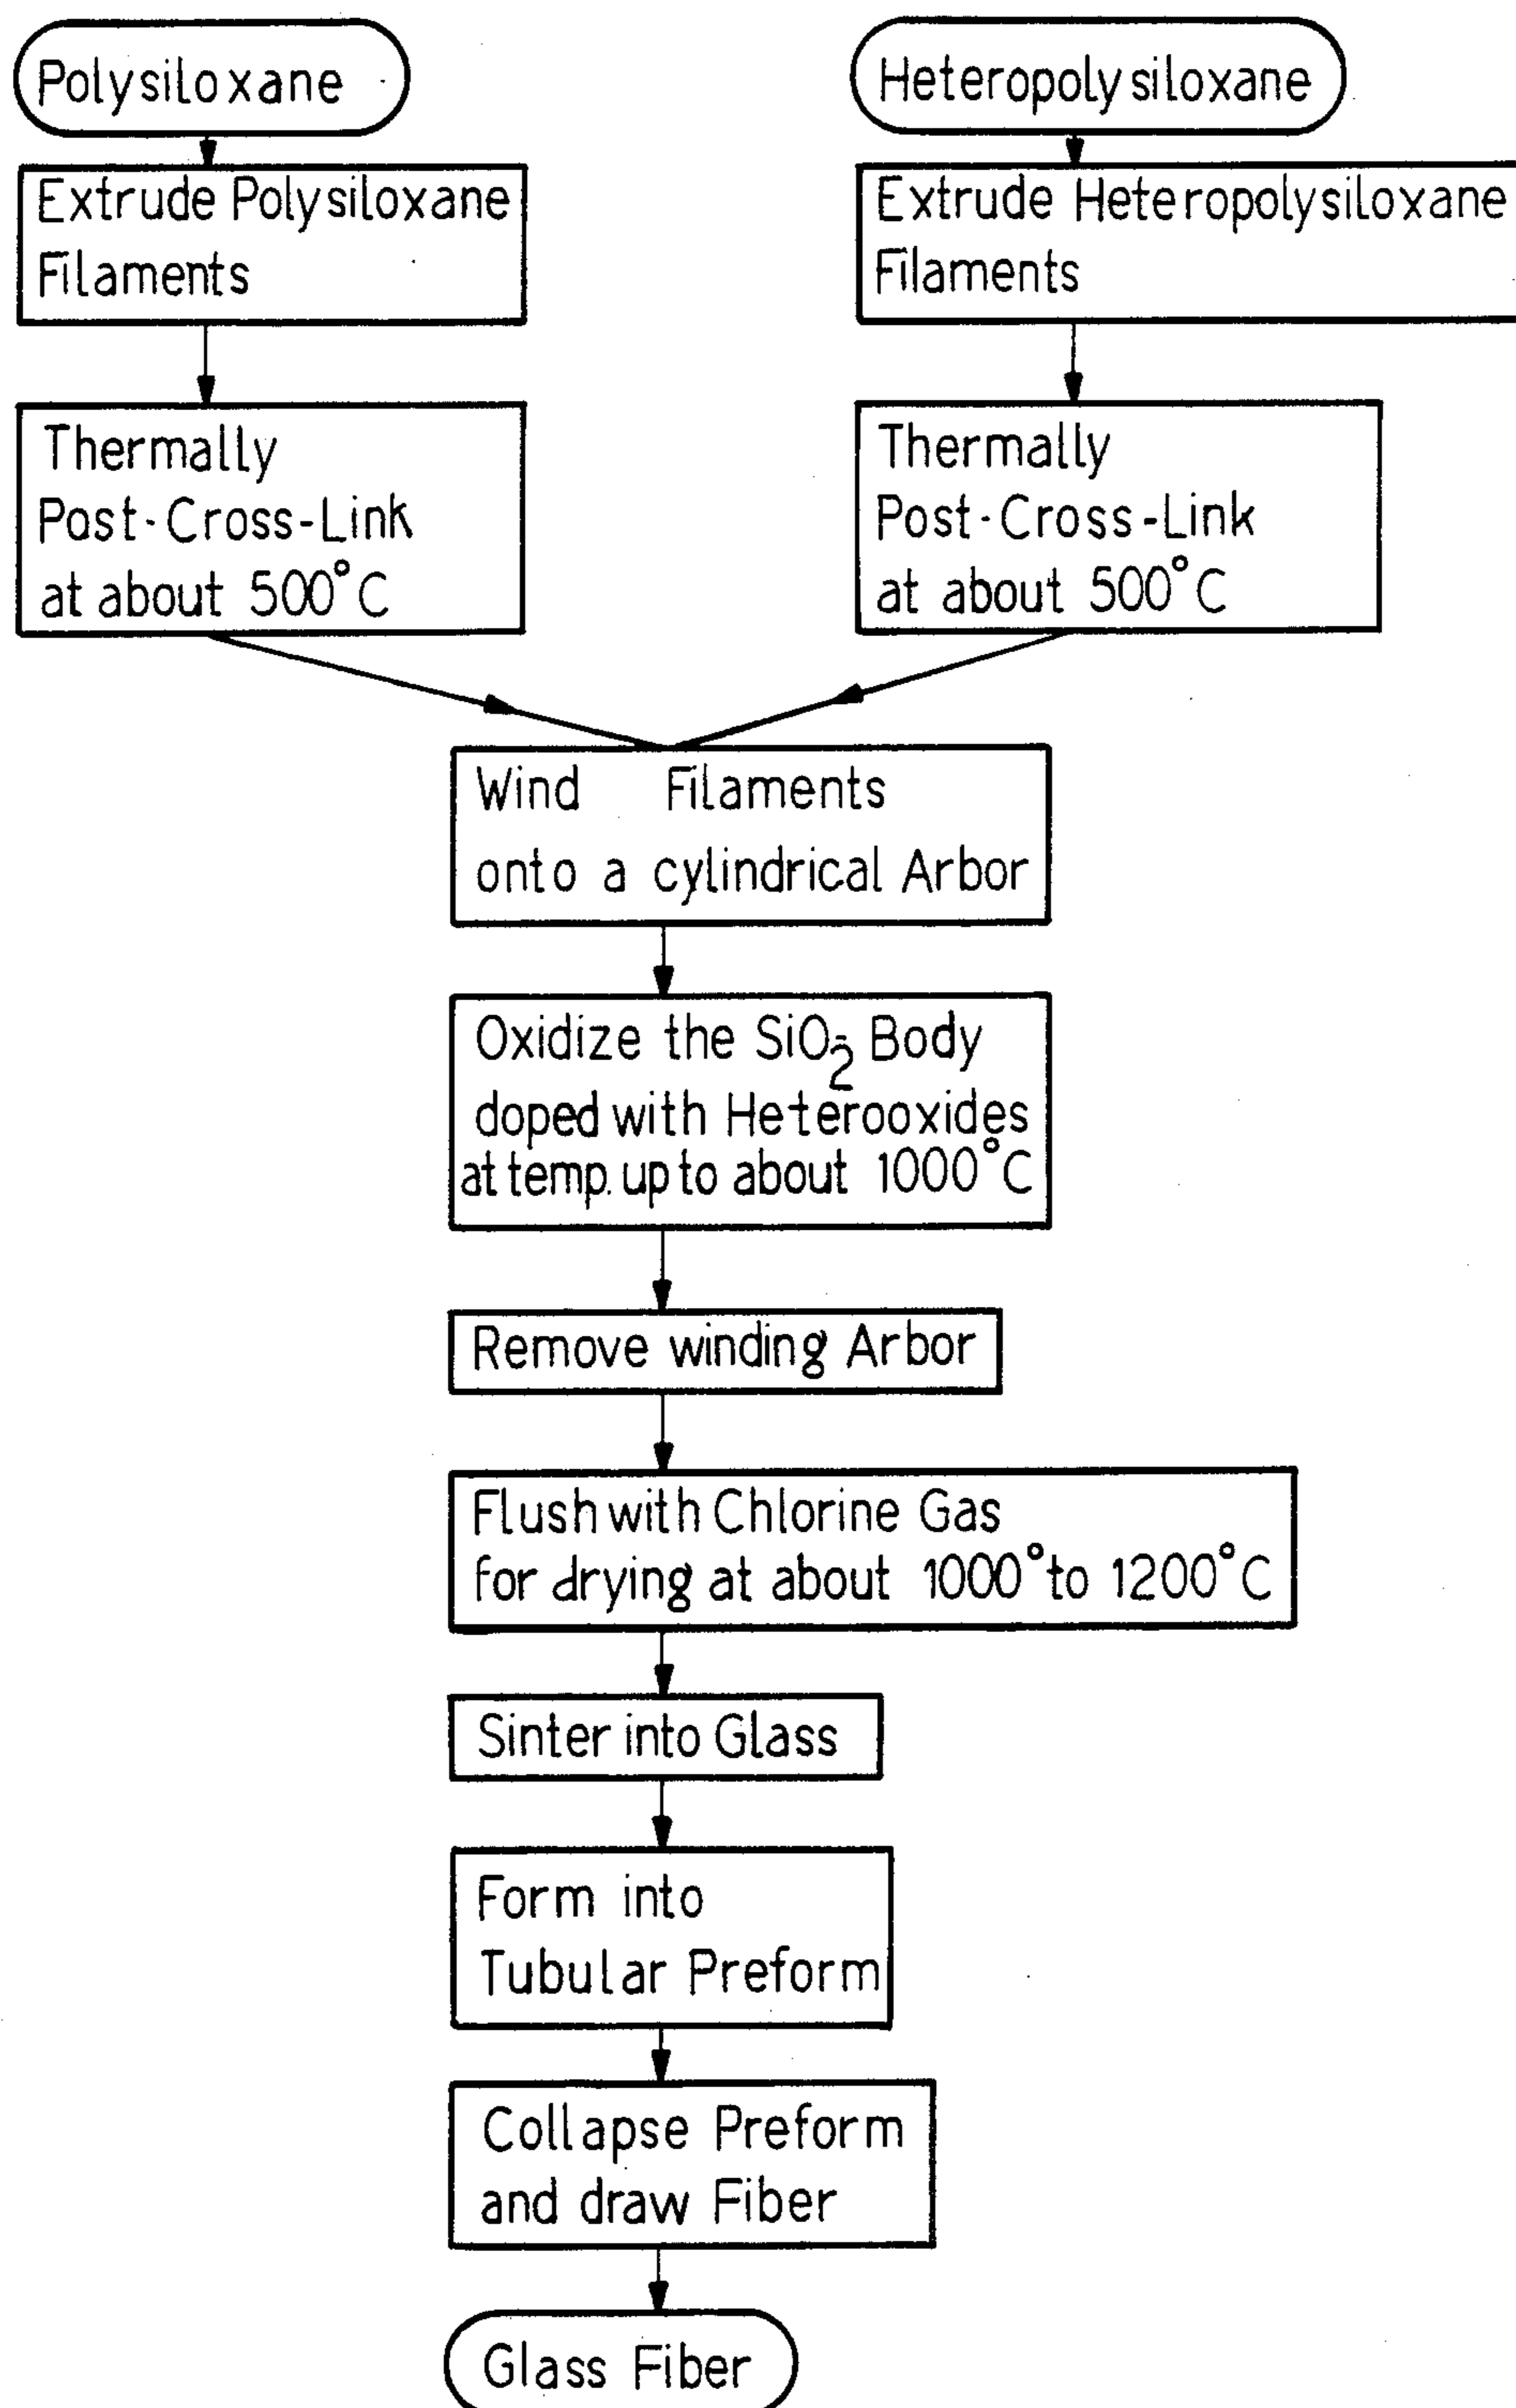 Polysiloxane
Heteropolysiloxane
Extrude Polysiloxane
Filaments
Extrude Heteropolysiloxane
Filaments
Thermally
Post-Cross-Link
at about 500°C
Thermally
Post-Cross-Link
at about 500°C
Wind Filaments
onto a cylindrical Arbor
Oxidize the SiO₂ Body
doped with Heterooxides
at temp. up to about 1000°C
Remove winding Arbor
Flush with Chlorine Gas
for drying at about 1000° to 1200°C
Sinter into Glass
Form into
Tubular Preform
Collapse Preform
and draw Fiber
Glass Fiber